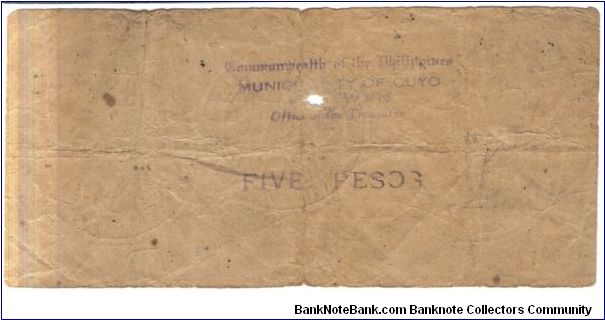 Commonwealth of the Philippines
MUNICIPALITY OF CUYO
Office of the Treasurer
FIVE PESOS
BankNoteBank.com Banknote Collectors Community